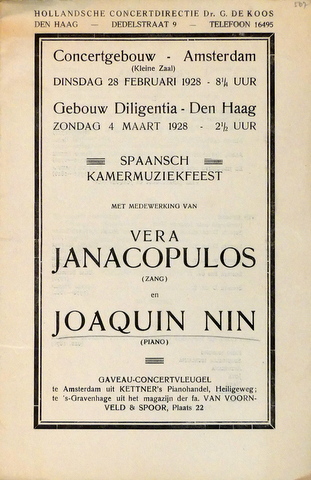 HOLLANDSCHE CONCERTDIRECTIE Dr. G. DE KOOS
DEN HAAG — DEDELSTRAAT 9 — TELEFOON 16495
Concertgebouw - Amsterdam
(Kleine Zaal)
DINSDAG 28 FEBRUARI 1928 - 8¼ UUR
Gebouw Diligentia - Den Haag
ZONDAG 4 MAART 1928 - 2½ UUR
SPAANSCH
KAMERMUZIEKFEEST
MET MEDEWERKING VAN
VERA
JANACOPULOS
(ZANG)
en
JOAQUIN NIN
(PIANO)
GAVEAU-CONCERTVLEUGEL
te Amsterdam uit KETTNER's Pianohandel, Heiligeweg;
te 's-Gravenhage uit het magazijn der fa. VAN VOORN-
VELD & SPOOR, Plaats 22